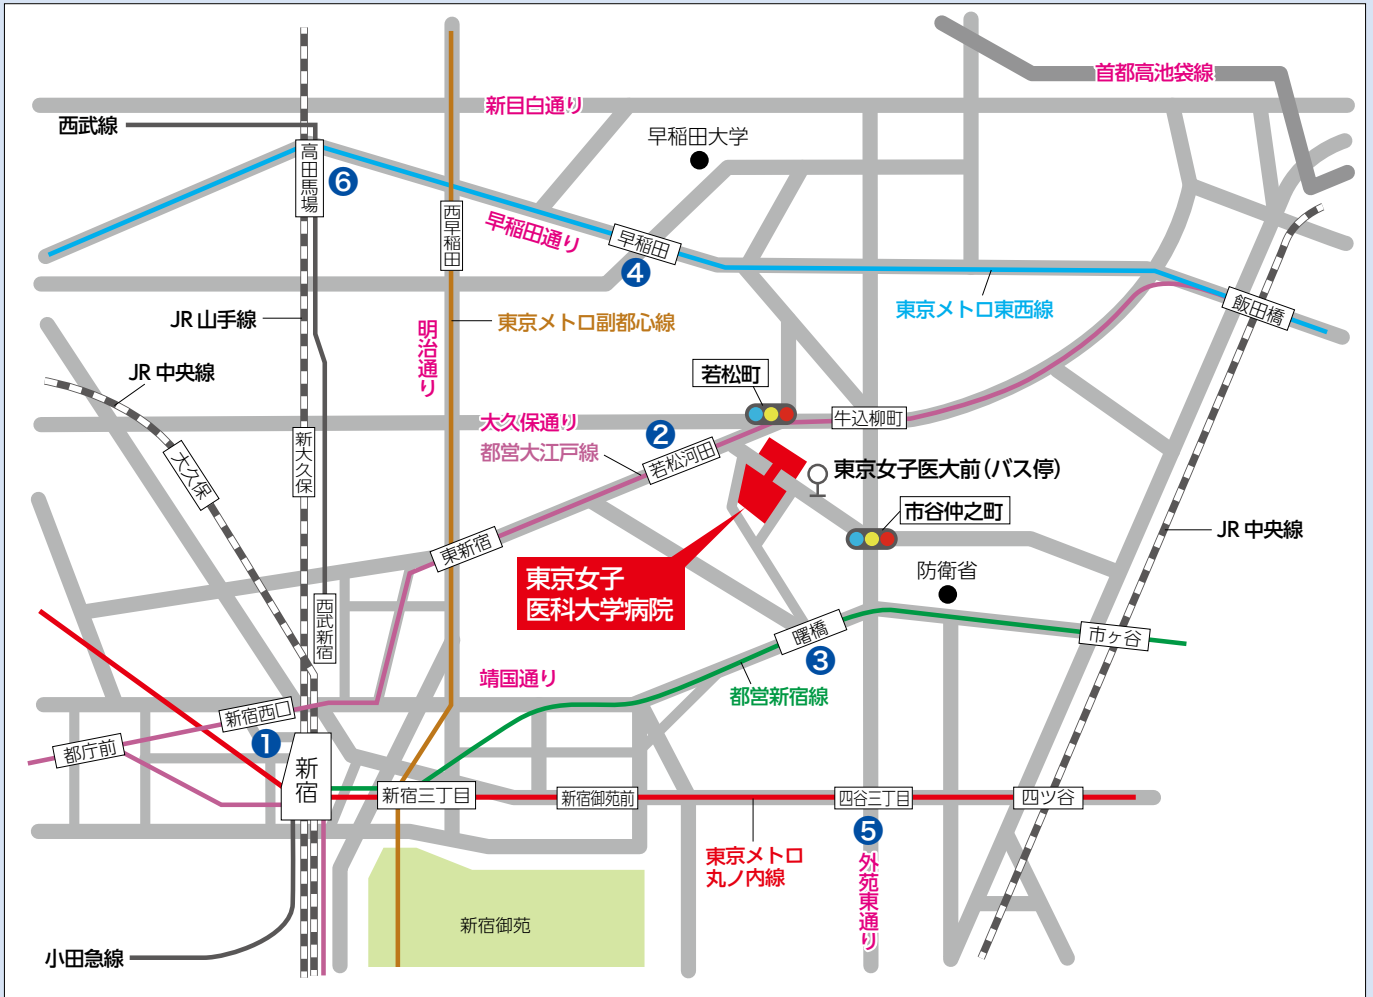 首都高池袋線
新目白通り
西武線
早稲田大学
高田馬場
6
西早稲田
早稲田通り
早稲田
4
東京メトロ東西線
飯田橋
JR 山手線
東京メトロ副都心線
明治通り
JR 中央線
若松町
大久保通り
牛込柳町
2
都営大江戸線
若松河田
新大久保
大久保
東京女子医大前(バス停)
市谷仲之町
JR 中央線
東新宿
防衛省
東京女子
医科大学病院
西武新宿
曙橋
市ヶ谷
3
靖国通り
都営新宿線
新宿西口
1
都庁前
新宿
新宿三丁目
新宿御苑前
四谷三丁目
四ツ谷
5
東京メトロ
丸ノ内線
外苑東通り
新宿御苑
小田急線